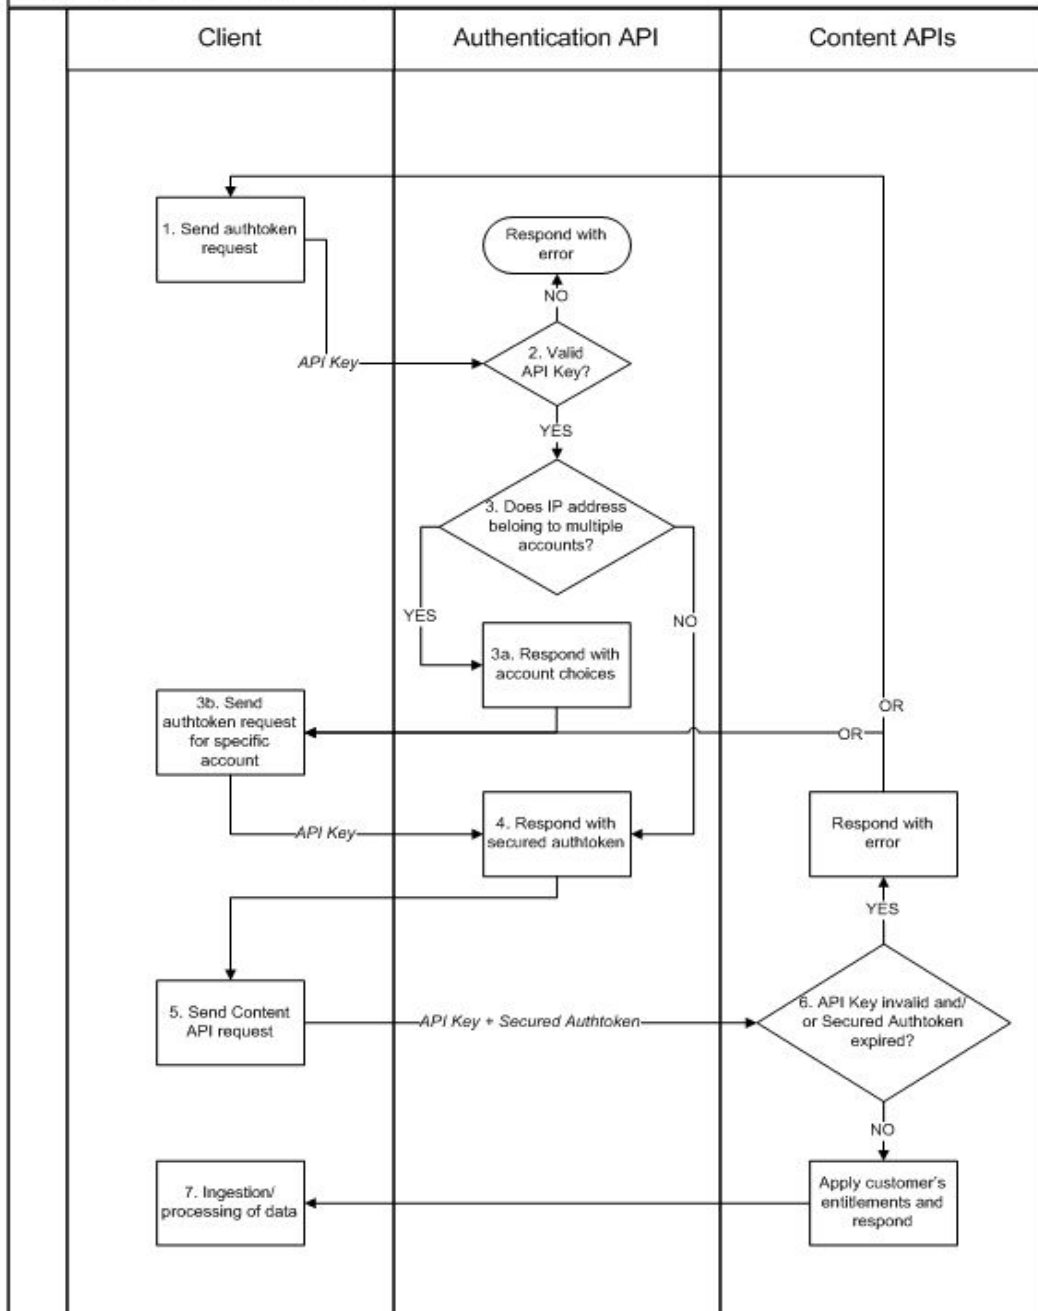 Client
Authentication API
Content APIs
1. Send authtoken
request
Respond with
error
NO
2. Valid
API Key?
API Key
YES
3. Does IP address
beloing to multiple
accounts?
YES
NO
3a. Respond with
account choices
3b. Send
authtoken request
for specific
account
OR
OR
API Key
4. Respond with
secured authtoken
Respond with
error
YES
5. Send Content
API request
API Key + Secured Authtoken
6. API Key invalid and/
or Secured Authtoken
expired?
NO
7. Ingestion/
processing of data
Apply customer's
entitlements and
respond